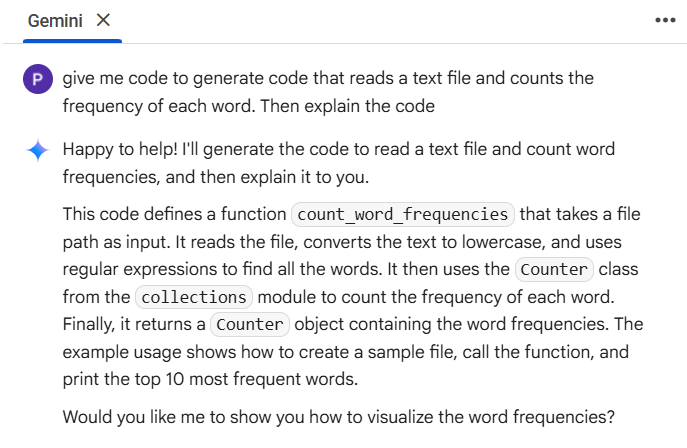 Gemini
P
give me code to generate code that reads a text file and counts the
frequency of each word. Then explain the code
Happy to help! I'll generate the code to read a text file and count word
frequencies, and then explain it to you.
This code defines a function count_word_frequencies that takes a file
path as input. It reads the file, converts the text to lowercase, and uses
regular expressions to find all the words. It then uses the Counter class
from the collections module to count the frequency of each word.
Finally, it returns a Counter object containing the word frequencies. The
example usage shows how to create a sample file, call the function, and
print the top 10 most frequent words.
Would you like me to show you how to visualize the word frequencies?